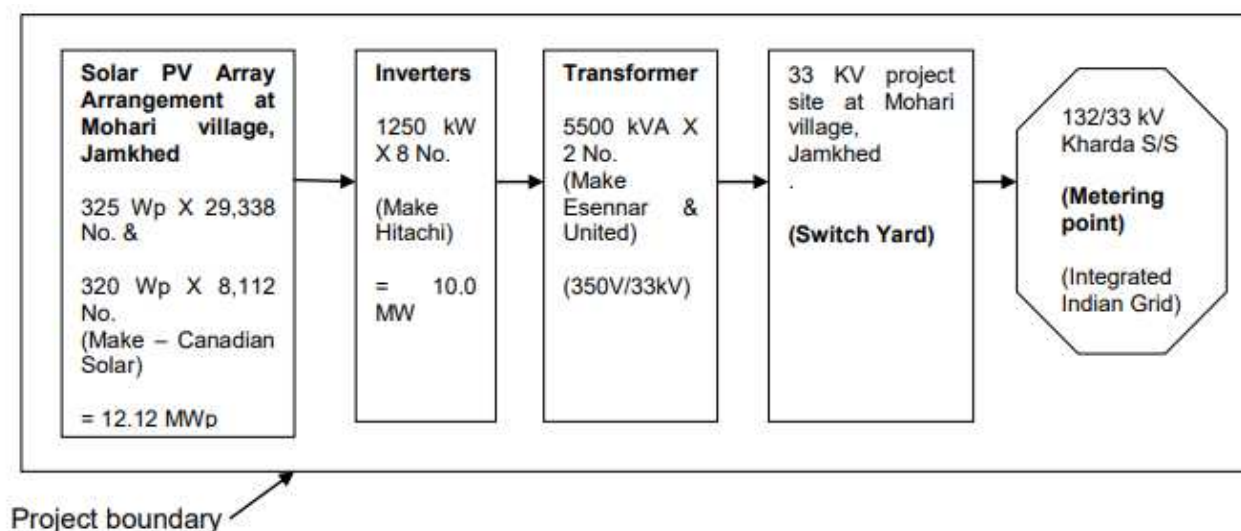 Solar PV Array
Arrangement at
Mohari village,
Jamkhed
325 Wp X 29,338
No. &
320 Wp X 8,112
No.
(Make – Canadian
Solar)
= 12.12 MWp
Inverters
1250 kW
X 8 No.
(Make
Hitachi)
= 10.0
MW
Transformer
5500 kVA X
2 No.
(Make
Esennar &
United)
(350V/33kV)
33 KV project
site at Mohari
village,
Jamkhed
.
(Switch Yard)
132/33 kV
Kharda S/S
(Metering
point)
(Integrated
Indian Grid)
Project boundary